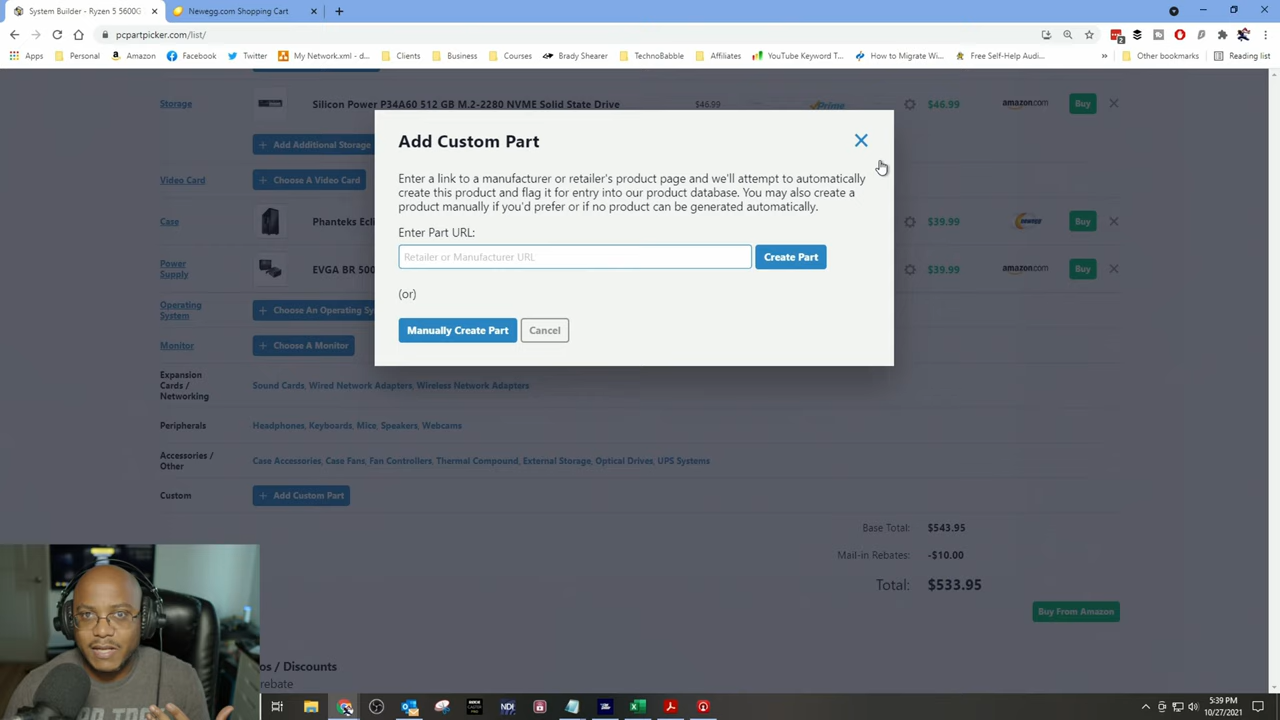 System Builder - Ryzen 5 5600G
Newegg.com Shopping Cart
pcpartpicker.com/list/
Apps
Personal
Amazon
Facebook
Twitter
My Network.xml - d...
Clients
Business
Courses
Brady Shearer
TechnoBabble
Affiliates
YouTube Keyword T...
How to Migrate Wi...
Free Self-Help Audi...
Other bookmarks
Reading list
Storage
Silicon Power P34A60 512 GB M.2-2280 NVME Solid State Drive
$46.99
Prime
$46.99
amazon.com
Buy
+ Add Additional Storage
Video Card
+ Choose A Video Card
Case
Phanteks Ecli
$39.99
Buy
Power
Supply
EVGA BR 500
$39.99
amazon.com
Buy
Operating
System
+ Choose An Operating Sy
Monitor
+ Choose A Monitor
Expansion
Cards /
Networking
Sound Cards, Wired Network Adapters, Wireless Network Adapters
Peripherals
Headphones, Keyboards, Mice, Speakers, Webcams
Accessories /
Other
Case Accessories, Case Fans, Fan Controllers, Thermal Compound, External Storage, Optical Drives, UPS Systems
Custom
+ Add Custom Part
Base Total: $543.95
Mail-in Rebates: -$10.00
Total: $533.95
Buy From Amazon
os / Discounts
rebate
Add Custom Part
Enter a link to a manufacturer or retailer's product page and we'll attempt to automatically
create this product and flag it for entry into our product database. You may also create a
product manually if you'd prefer or if no product can be generated automatically.
Enter Part URL:
Retailer or Manufacturer URL
Create Part
(or)
Manually Create Part
Cancel
NDI
5:39 PM
10/27/2021